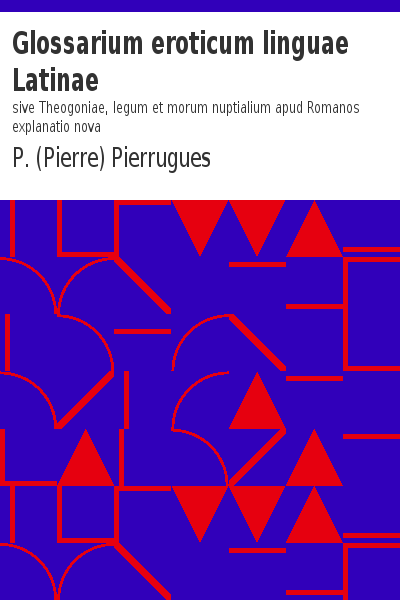 Glossarium eroticum linguae
Latinae
sive Theogoniae, legum et morum nuptialium apud Romanos
explanatio nova
P. (Pierre) Pierrugues